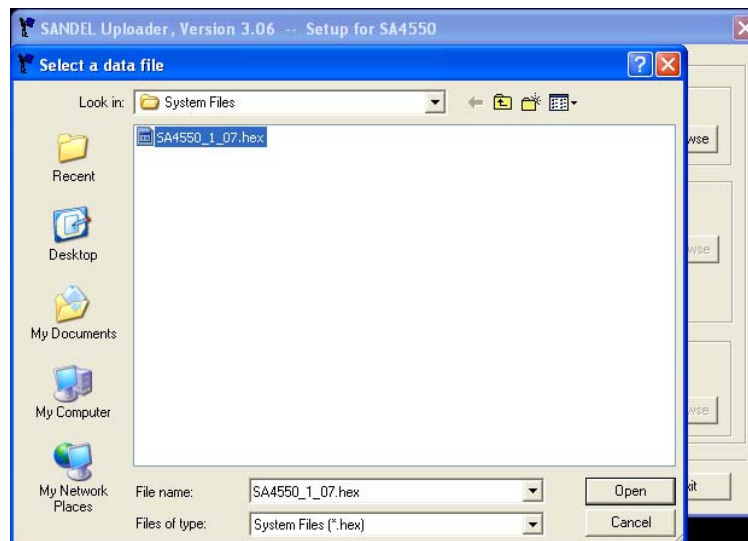 SANDEL Uploader, Version 3.06 -- Setup for SA4550
Select a data file
Look in: System Files
SA4550_1_07.hex
Recent
Desktop
My Documents
My Computer
My Network
Places
File name: SA4550_1_07.hex
Open
Files of type: System Files (*.hex)
Cancel
wse
wse
wse
xit